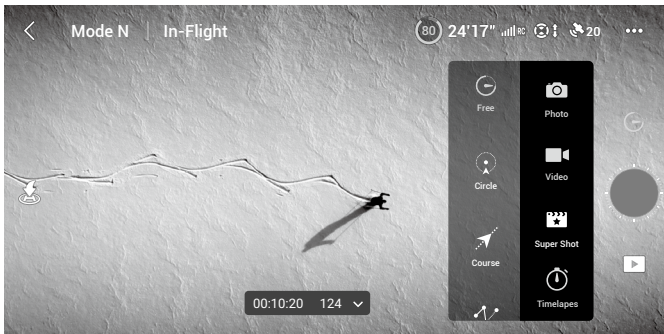 Mode N
In-Flight
80
24'17"
RC
20
Free
Photo
Circle
Video
Course
Super Shot
Timelapes
00:10:20 124